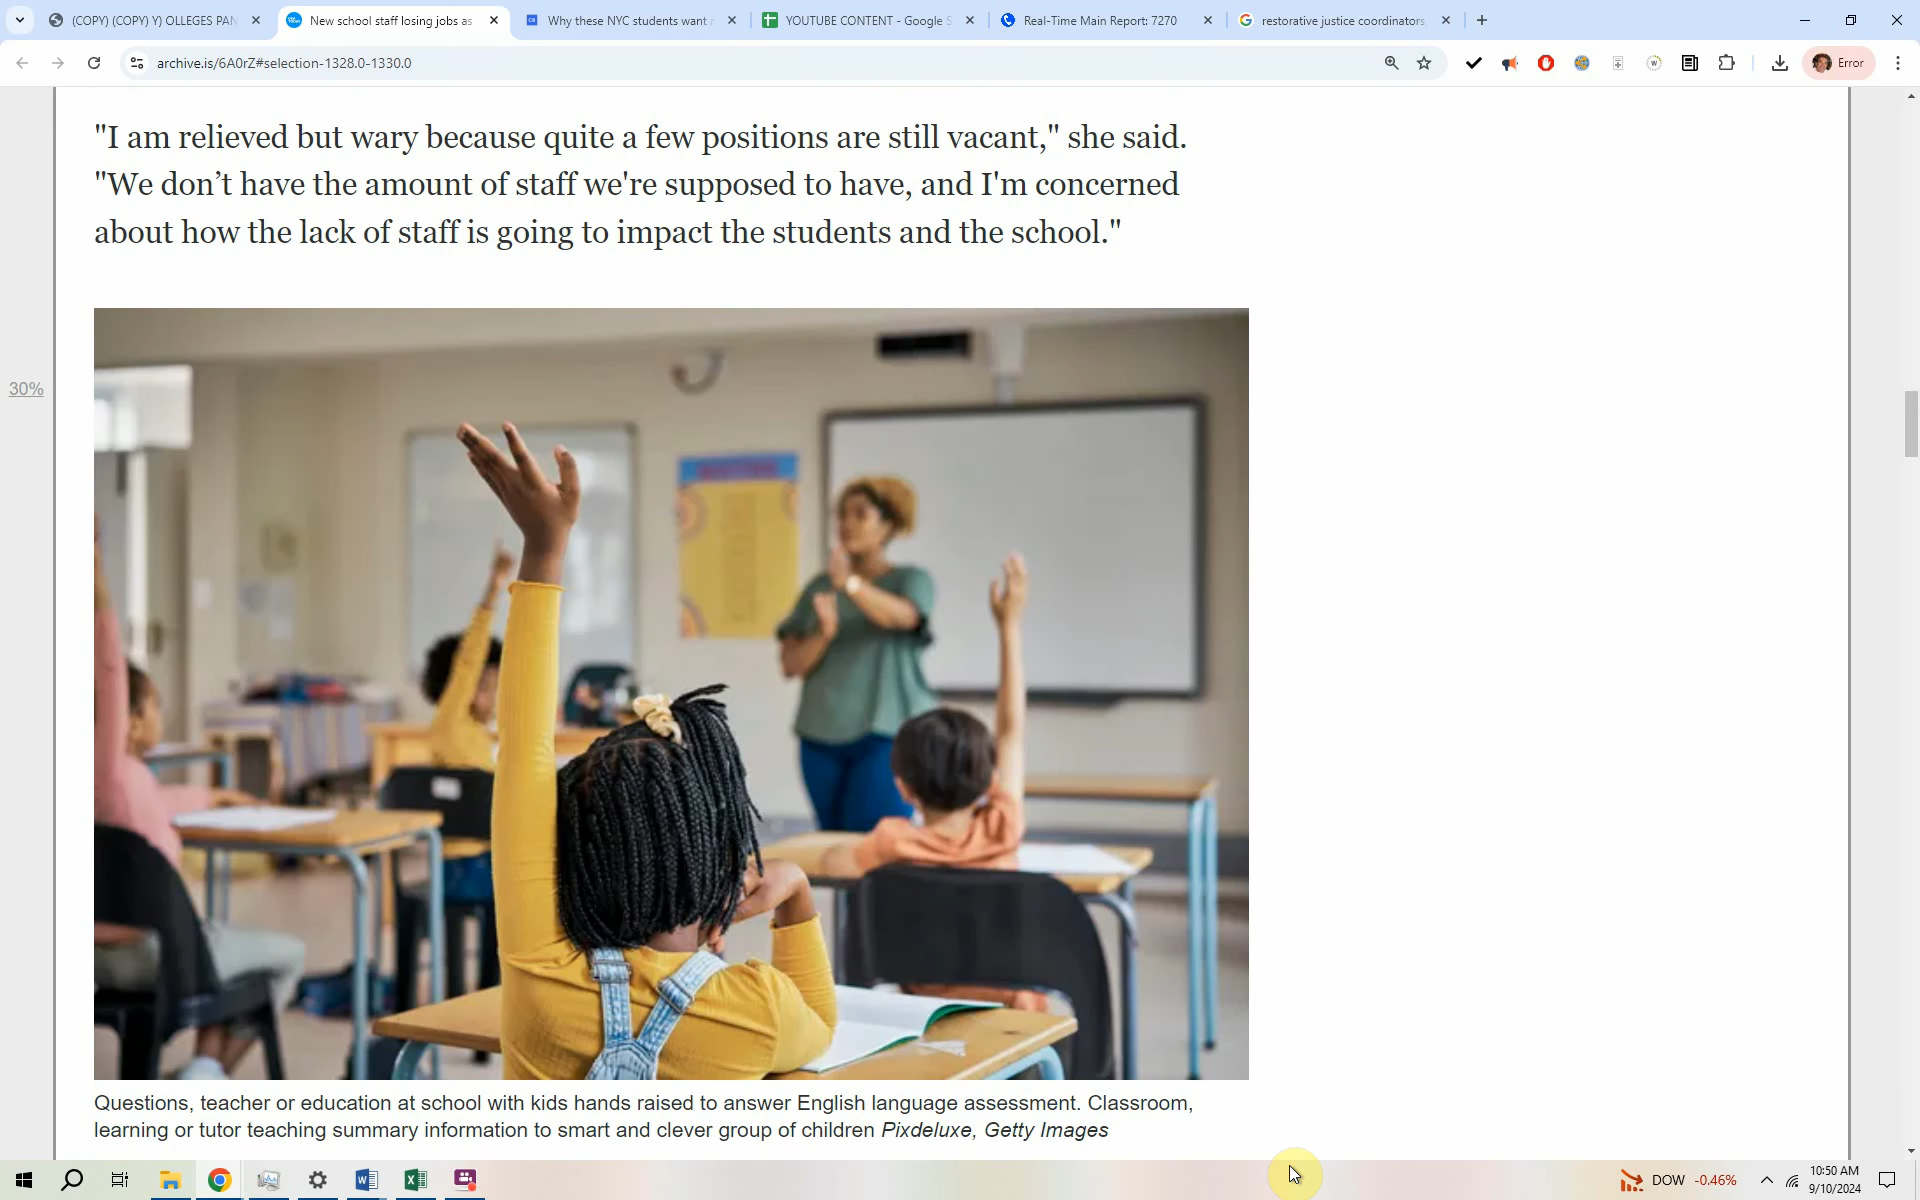 (COPY) (COPY) Y) OLLEGES PAN
New school staff losing jobs as
Why these NYC students want
YOUTUBE CONTENT - Google S
Real-Time Main Report: 7270
restorative justice coordinators
archive.is/6A0rZ#selection-1328.0-1330.0
Error
"I am relieved but wary because quite a few positions are still vacant," she said.
"We don’t have the amount of staff we're supposed to have, and I'm concerned
about how the lack of staff is going to impact the students and the school."
30%
Questions, teacher or education at school with kids hands raised to answer English language assessment. Classroom,
learning or tutor teaching summary information to smart and clever group of children Pixdeluxe, Getty Images
DOW -0.46%
10:50 AM
9/10/2024